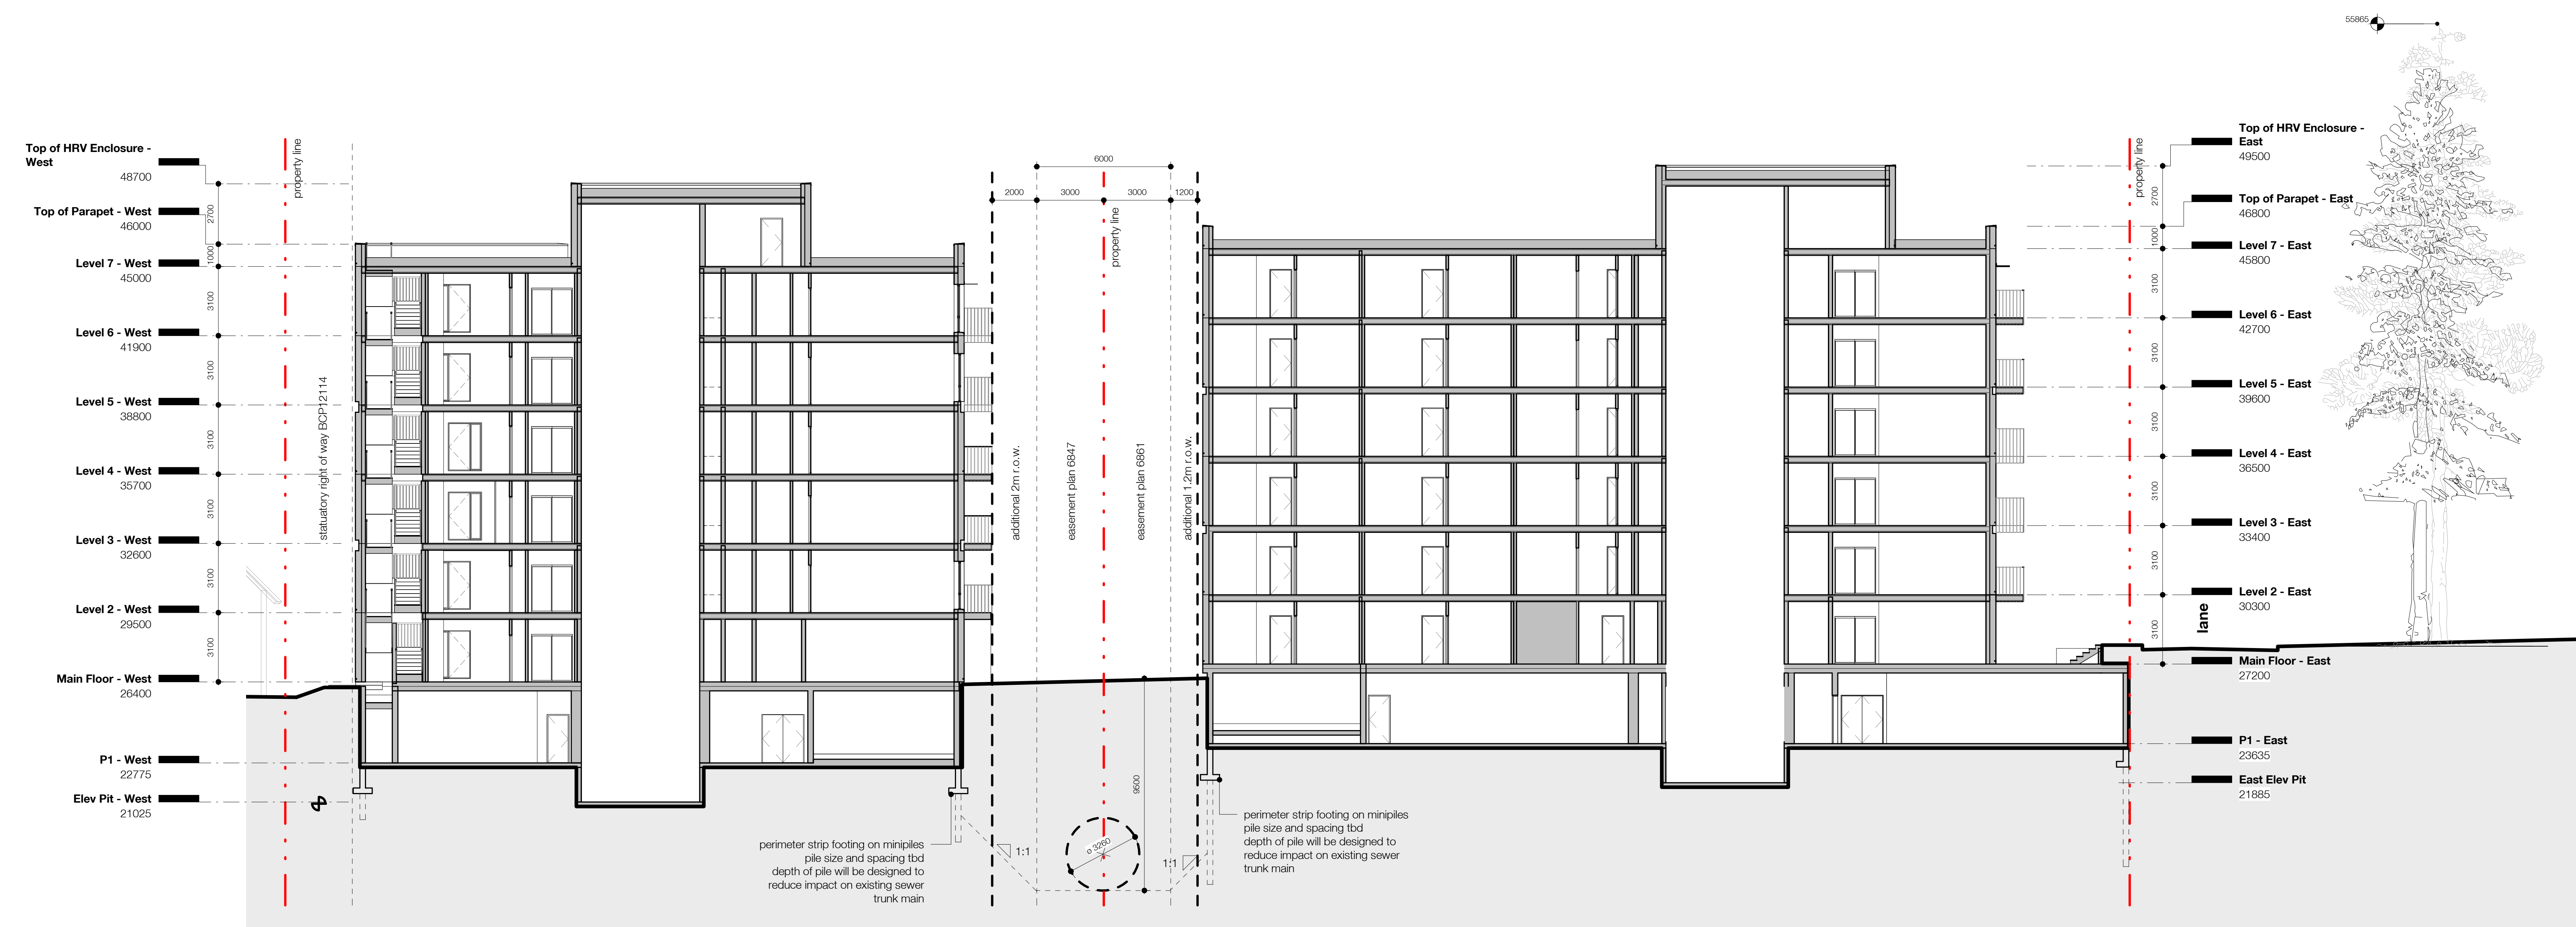 55865
Top of HRV Enclosure -
West
48700
Top of Parapet - West
46000
Level 7 - West
45000
Level 6 - West
41900
Level 5 - West
38800
Level 4 - West
35700
Level 3 - West
32600
Level 2 - West
29500
Main Floor - West
26400
P1 - West
22775
Elev Pit - West
21025
2700
1000
3100
3100
3100
3100
3100
3100
property line
statuatory right of way BCP12114
6000
2000
3000
3000
1200
property line
additional 2m r.o.w.
easement plan 6847
easement plan 6861
additional 1.2m r.o.w.
9500
ø 3260
1:1
1:1
perimeter strip footing on minipiles
pile size and spacing tbd
depth of pile will be designed to
reduce impact on existing sewer
trunk main
perimeter strip footing on minipiles
pile size and spacing tbd
depth of pile will be designed to
reduce impact on existing sewer
trunk main
property line
2700
1000
3100
3100
3100
3100
3100
3100
lane
Top of HRV Enclosure -
East
49500
Top of Parapet - East
46800
Level 7 - East
45800
Level 6 - East
42700
Level 5 - East
39600
Level 4 - East
36500
Level 3 - East
33400
Level 2 - East
30300
Main Floor - East
27200
P1 - East
23635
East Elev Pit
21885